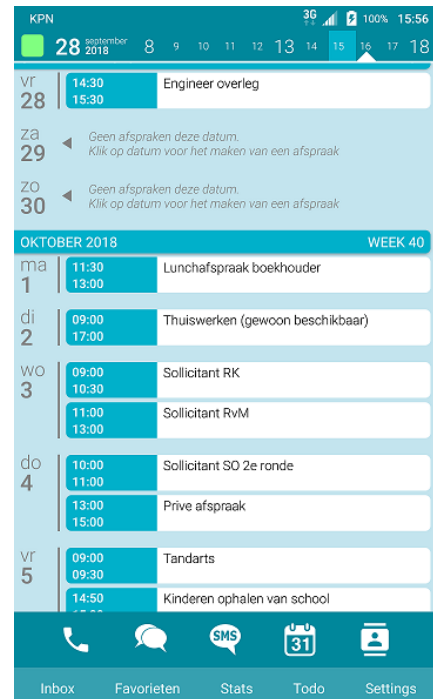 KPN 3G 100% 15:56
28 september 2018 8 9 10 11 12 13 14 15 16 17 18
vr 28 14:30 15:30 Engineer overleg
za 29 Geen afspraken deze datum.
Klik op datum voor het maken van een afspraak
zo 30 Geen afspraken deze datum.
Klik op datum voor het maken van een afspraak
OKTOBER 2018 WEEK 40
ma 1 11:30 13:00 Lunchafspraak boekhouder
di 2 09:00 17:00 Thuiswerken (gewoon beschikbaar)
wo 3 09:00 10:30 Sollicitant RK
11:00 13:00 Sollicitant RvM
do 4 10:00 11:00 Sollicitant SO 2e ronde
13:00 15:00 Prive afspraak
vr 5 09:00 09:30 Tandarts
14:50 Kinderen ophalen van school
SMS 31
Inbox Favorieten Stats Todo Settings